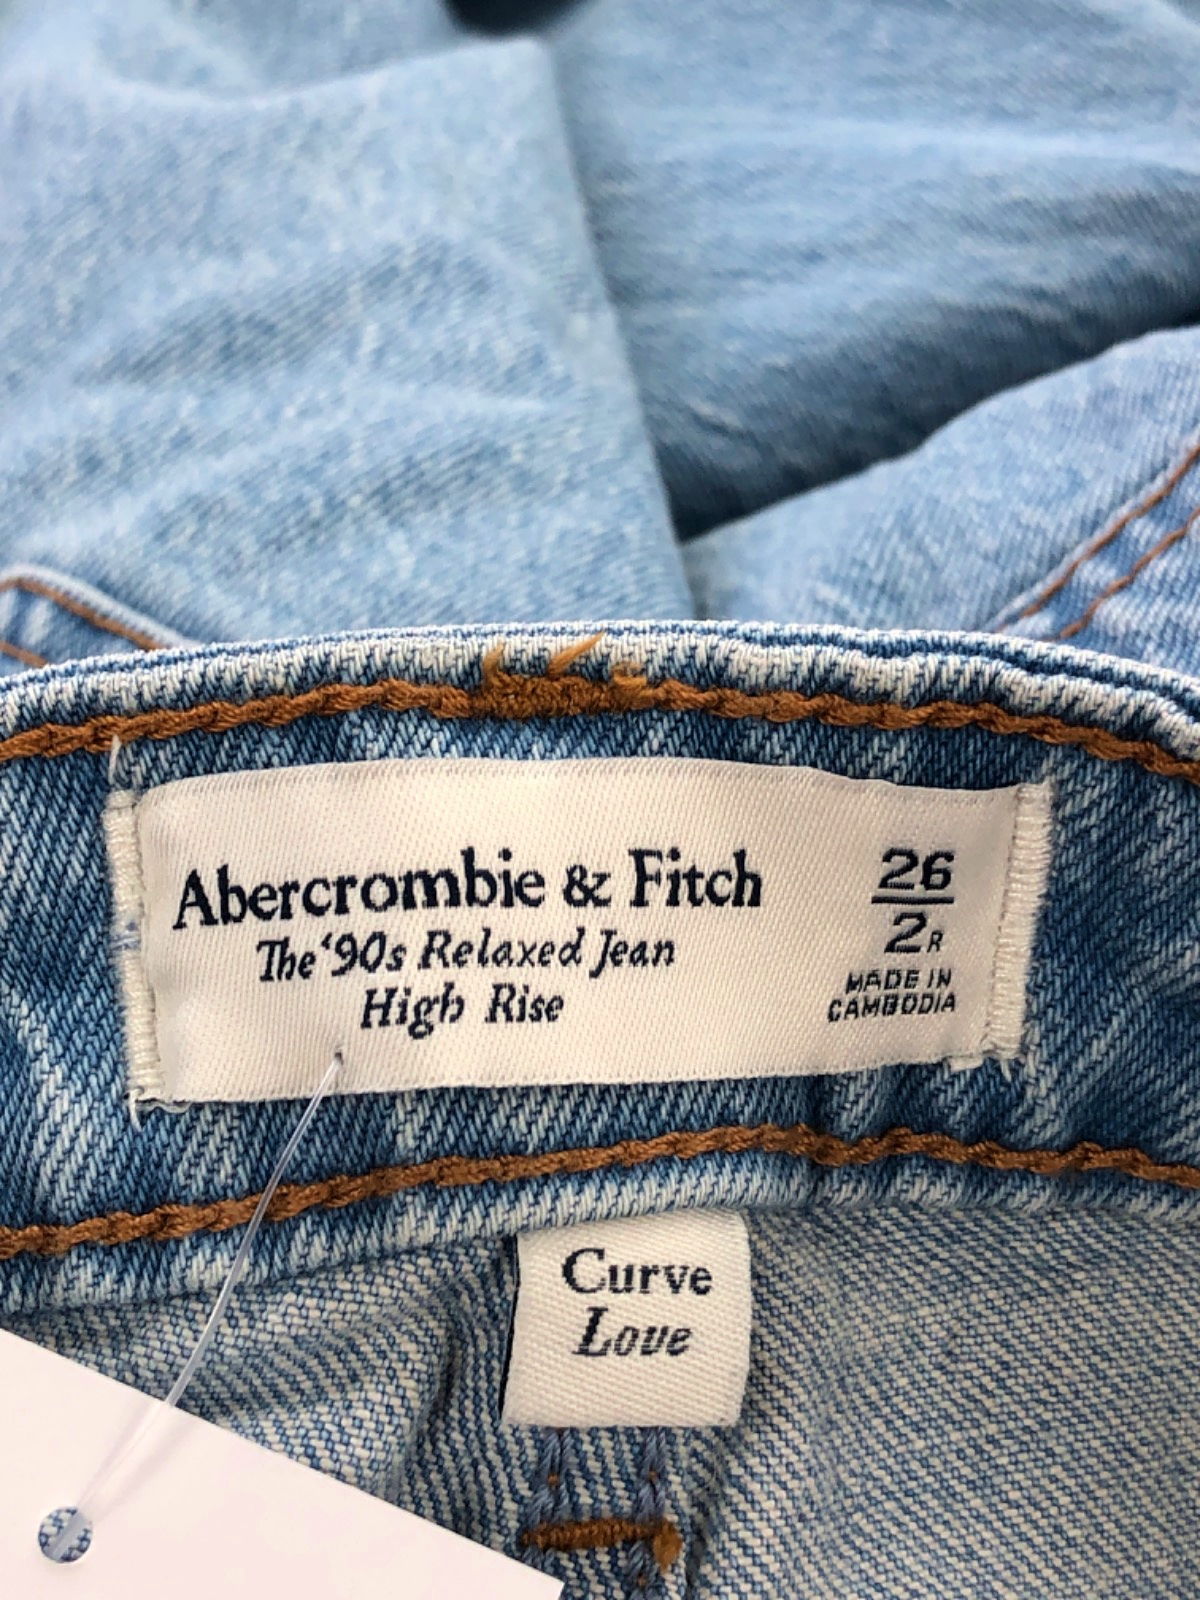 Abercrombie & Fitch
The '90s Relaxed Jean
High Rise
26
2R
MADE IN
CAMBODIA
Curve
Love